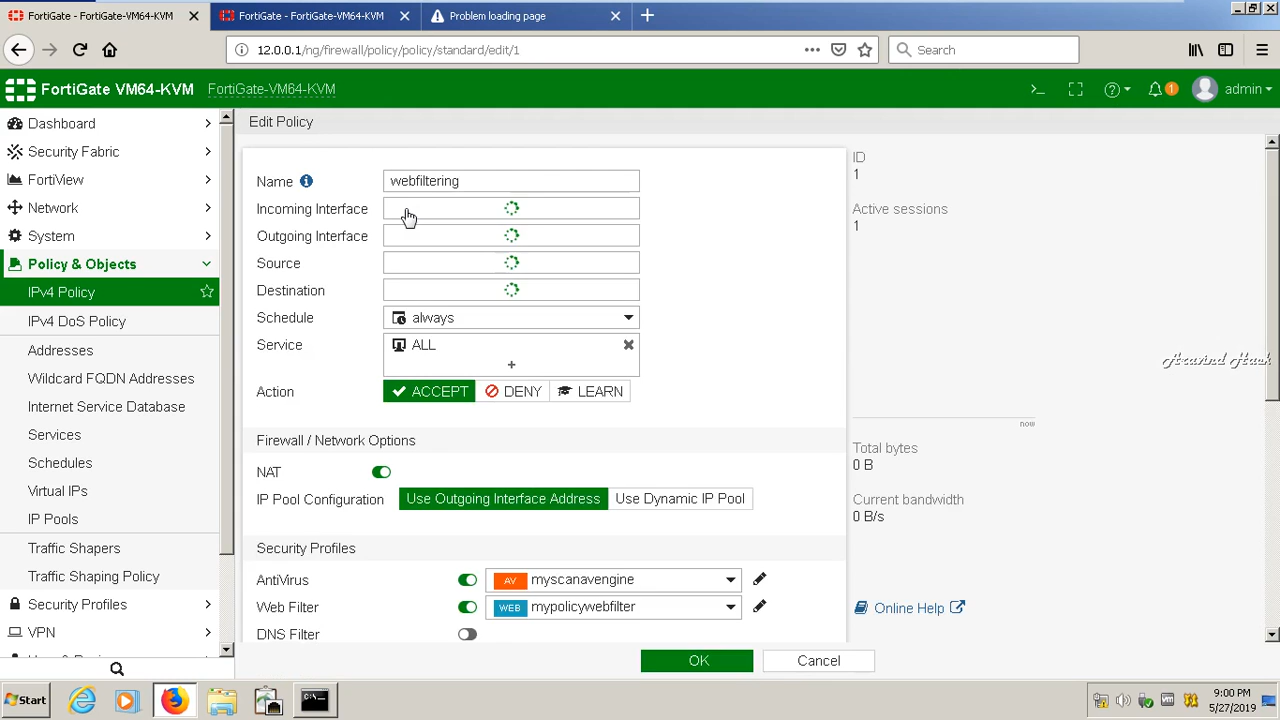 FortiGate - FortiGate-VM64-KVM
FortiGate - FortiGate-VM64-KVM
Problem loading page
12.0.0.1/ng/firewall/policy/policy/standard/edit/1
Search
FortiGate VM64-KVM
FortiGate-VM64-KVM
>_
1
admin
Dashboard
Security Fabric
FortiView
Network
System
Policy & Objects
IPv4 Policy
IPv4 DoS Policy
Addresses
Wildcard FQDN Addresses
Internet Service Database
Services
Schedules
Virtual IPs
IP Pools
Traffic Shapers
Traffic Shaping Policy
Security Profiles
VPN
Edit Policy
Name
webfiltering
Incoming Interface
Outgoing Interface
Source
Destination
Schedule
always
Service
ALL
Action
ACCEPT
DENY
LEARN
Firewall / Network Options
NAT
IP Pool Configuration
Use Outgoing Interface Address
Use Dynamic IP Pool
Security Profiles
AntiVirus
AV
myscanavengine
Web Filter
WEB
mypolicywebfilter
DNS Filter
OK
Cancel
ID
1
Active sessions
1
now
Total bytes
0 B
Current bandwidth
0 B/s
Online Help
Start
9:00 PM
5/27/2019